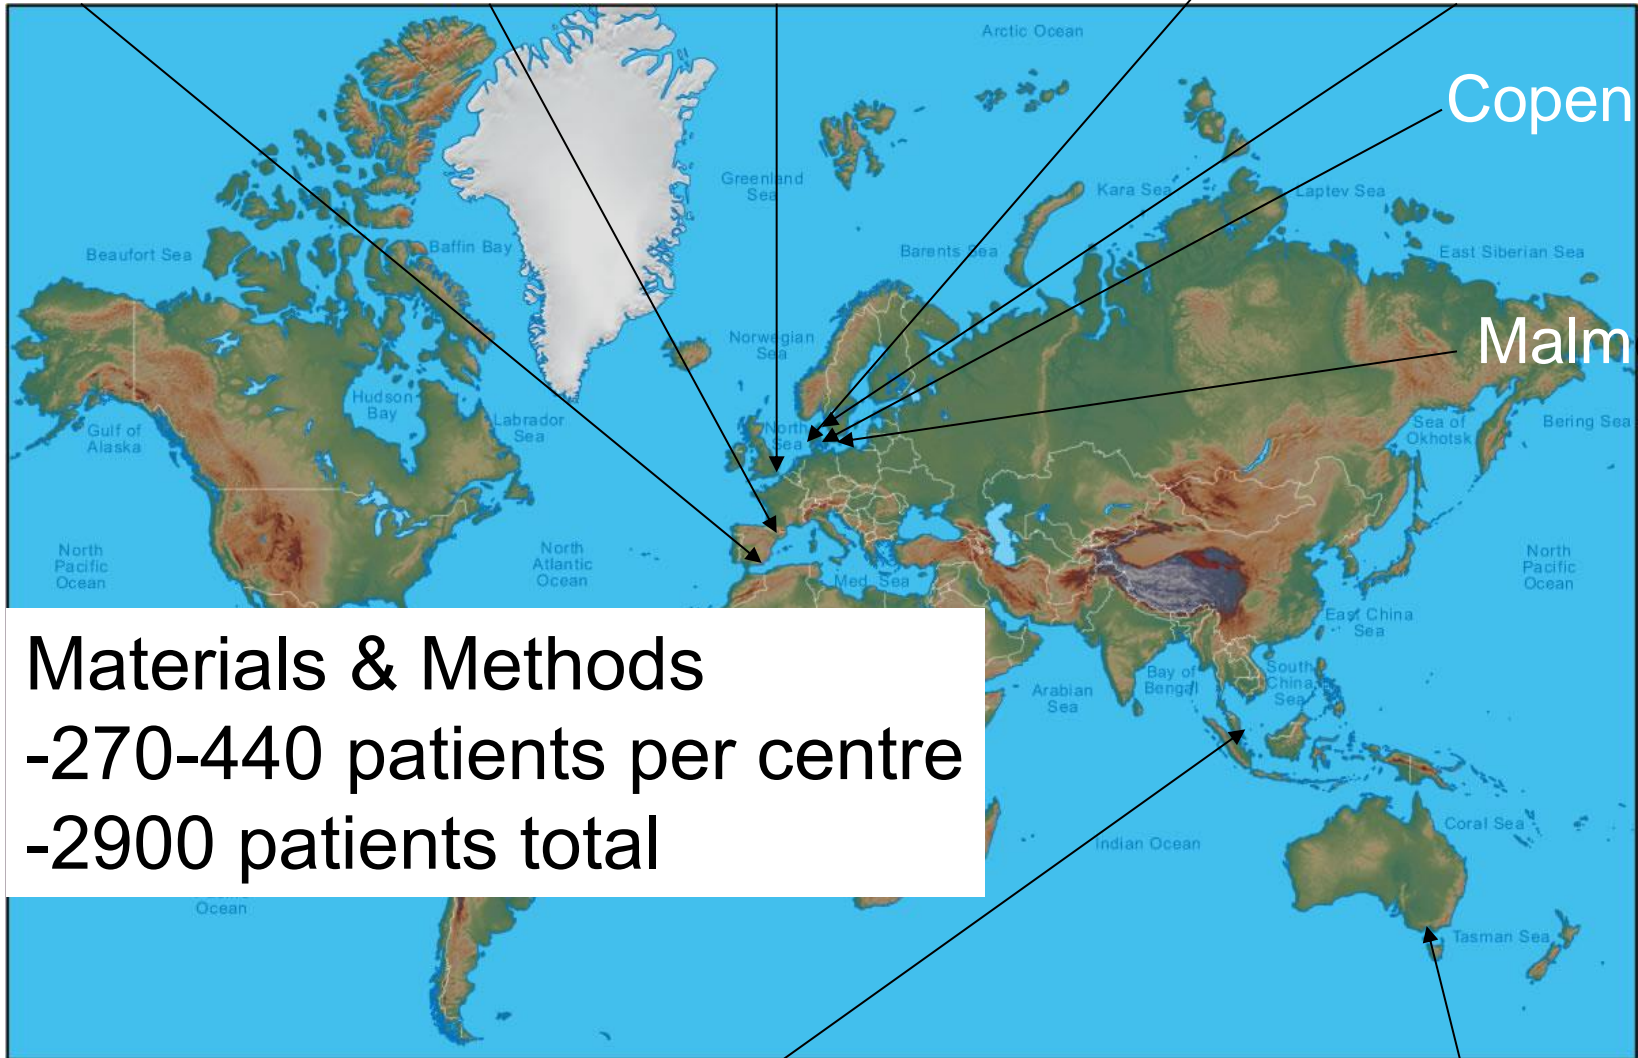 Arctic Ocean
Copen
Greenland
Sea
Kara Sea
Laptev Sea
Beaufort Sea
Baffin Bay
Barents Sea
East Siberian Sea
Norwegian
Sea
Malm
Hudson
Bay
Labrador
Sea
Gulf of
Alaska
North
Sea
Sea of
Okhotsk
Bering Sea
North
Pacific
Ocean
North
Atlantic
Ocean
Med. Sea
North
Pacific
Ocean
East China
Sea
Materials & Methods
-270-440 patients per centre
-2900 patients total
Arabian
Sea
Bay of
Bengal
South
China
Sea
Indian Ocean
Coral Sea
Ocean
Tasman Sea